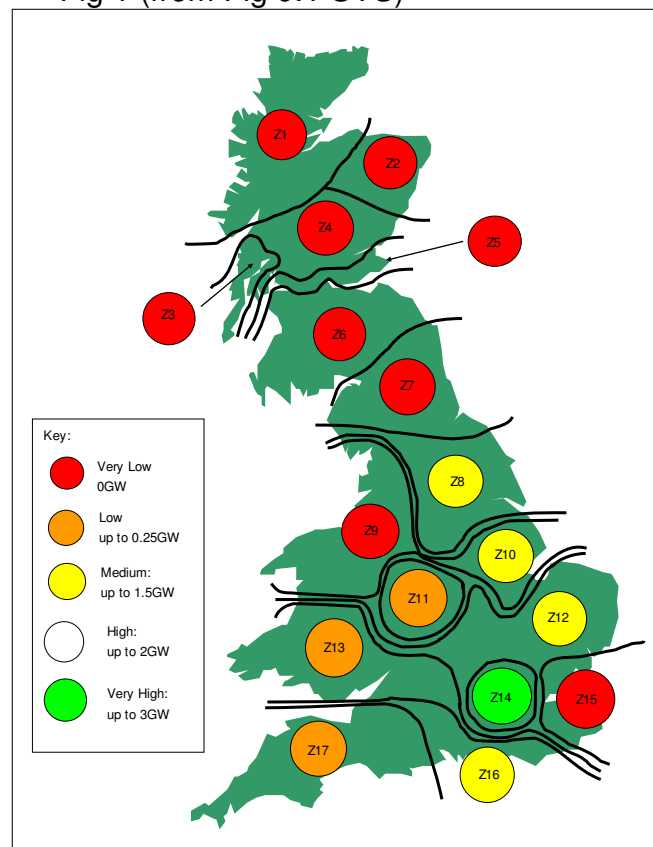 Z1
Z2
Z4
Z5
Z3
Z6
Z7
Key:
Very Low
0GW
Low
up to 0.25GW
Medium:
up to 1.5GW
High:
up to 2GW
Very High:
up to 3GW
Z8
Z9
Z10
Z11
Z12
Z13
Z14
Z15
Z17
Z16